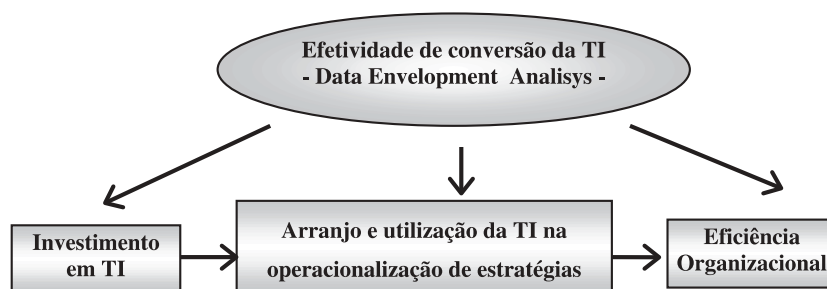 Efetividade de conversão da TI
- Data Envelopment Analisys -
Investimento
em TI
Arranjo e utilização da TI na
operacionalização de estratégias
Eficiência
Organizacional